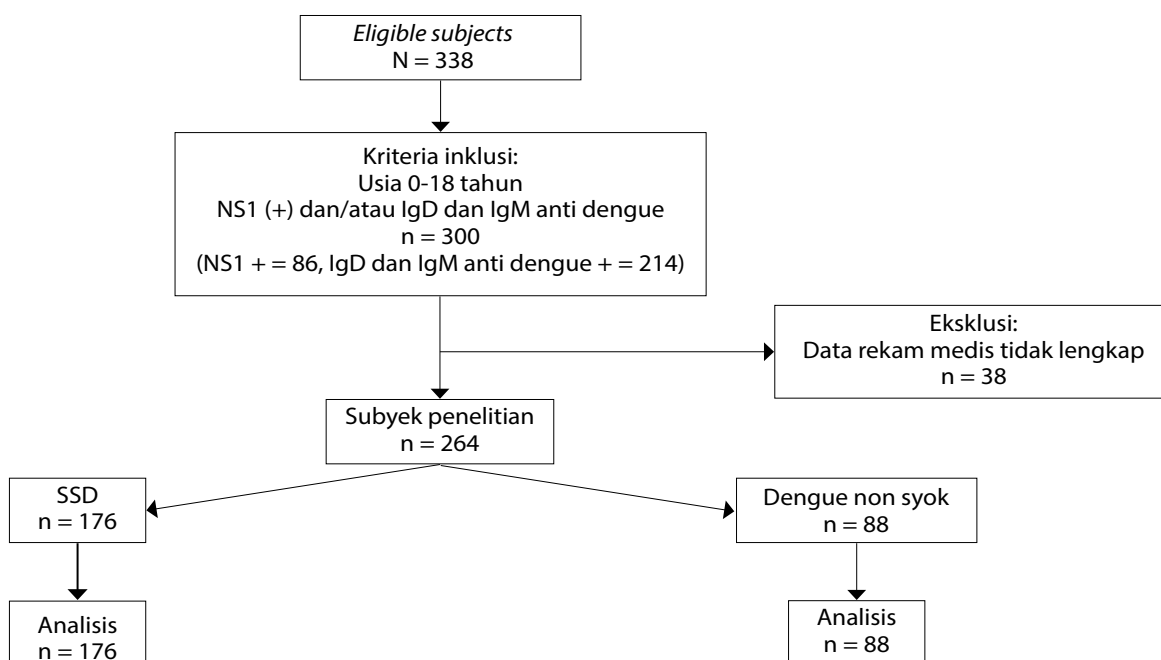 Eligible subjects
N = 338
Kriteria inklusi:
Usia 0-18 tahun
NS1 (+) dan/atau IgD dan IgM anti dengue
n = 300
(NS1 + = 86, IgD dan IgM anti dengue + = 214)
Eksklusi:
Data rekam medis tidak lengkap
n = 38
Subyek penelitian
n = 264
SSD
n = 176
Dengue non syok
n = 88
Analisis
n = 176
Analisis
n = 88